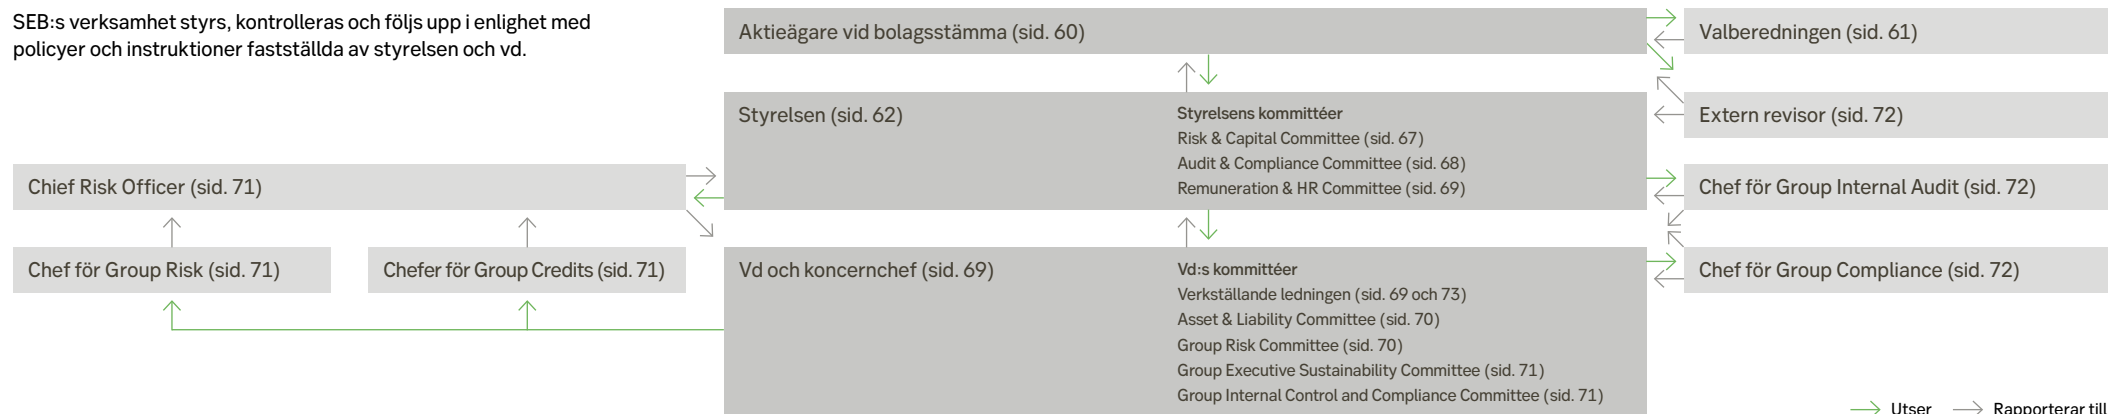 SEB:s verksamhet styrs, kontrolleras och följs upp i enlighet med
policyer och instruktioner fastställda av styrelsen och vd.
Aktieägare vid bolagsstämma (sid. 60)
Valberedningen (sid. 61)
Styrelsen (sid. 62)
Styrelsens kommittéer
Risk & Capital Committee (sid. 67)
Audit & Compliance Committee (sid. 68)
Remuneration & HR Committee (sid. 69)
Extern revisor (sid. 72)
Chief Risk Officer (sid. 71)
Chef för Group Internal Audit (sid. 72)
Chef för Group Risk (sid. 71)
Chefer för Group Credits (sid. 71)
Vd och koncernchef (sid. 69)
Vd:s kommittéer
Verkställande ledningen (sid. 69 och 73)
Asset & Liability Committee (sid. 70)
Group Risk Committee (sid. 70)
Group Executive Sustainability Committee (sid. 71)
Group Internal Control and Compliance Committee (sid. 71)
Chef för Group Compliance (sid. 72)
Utser
Rapporterar till